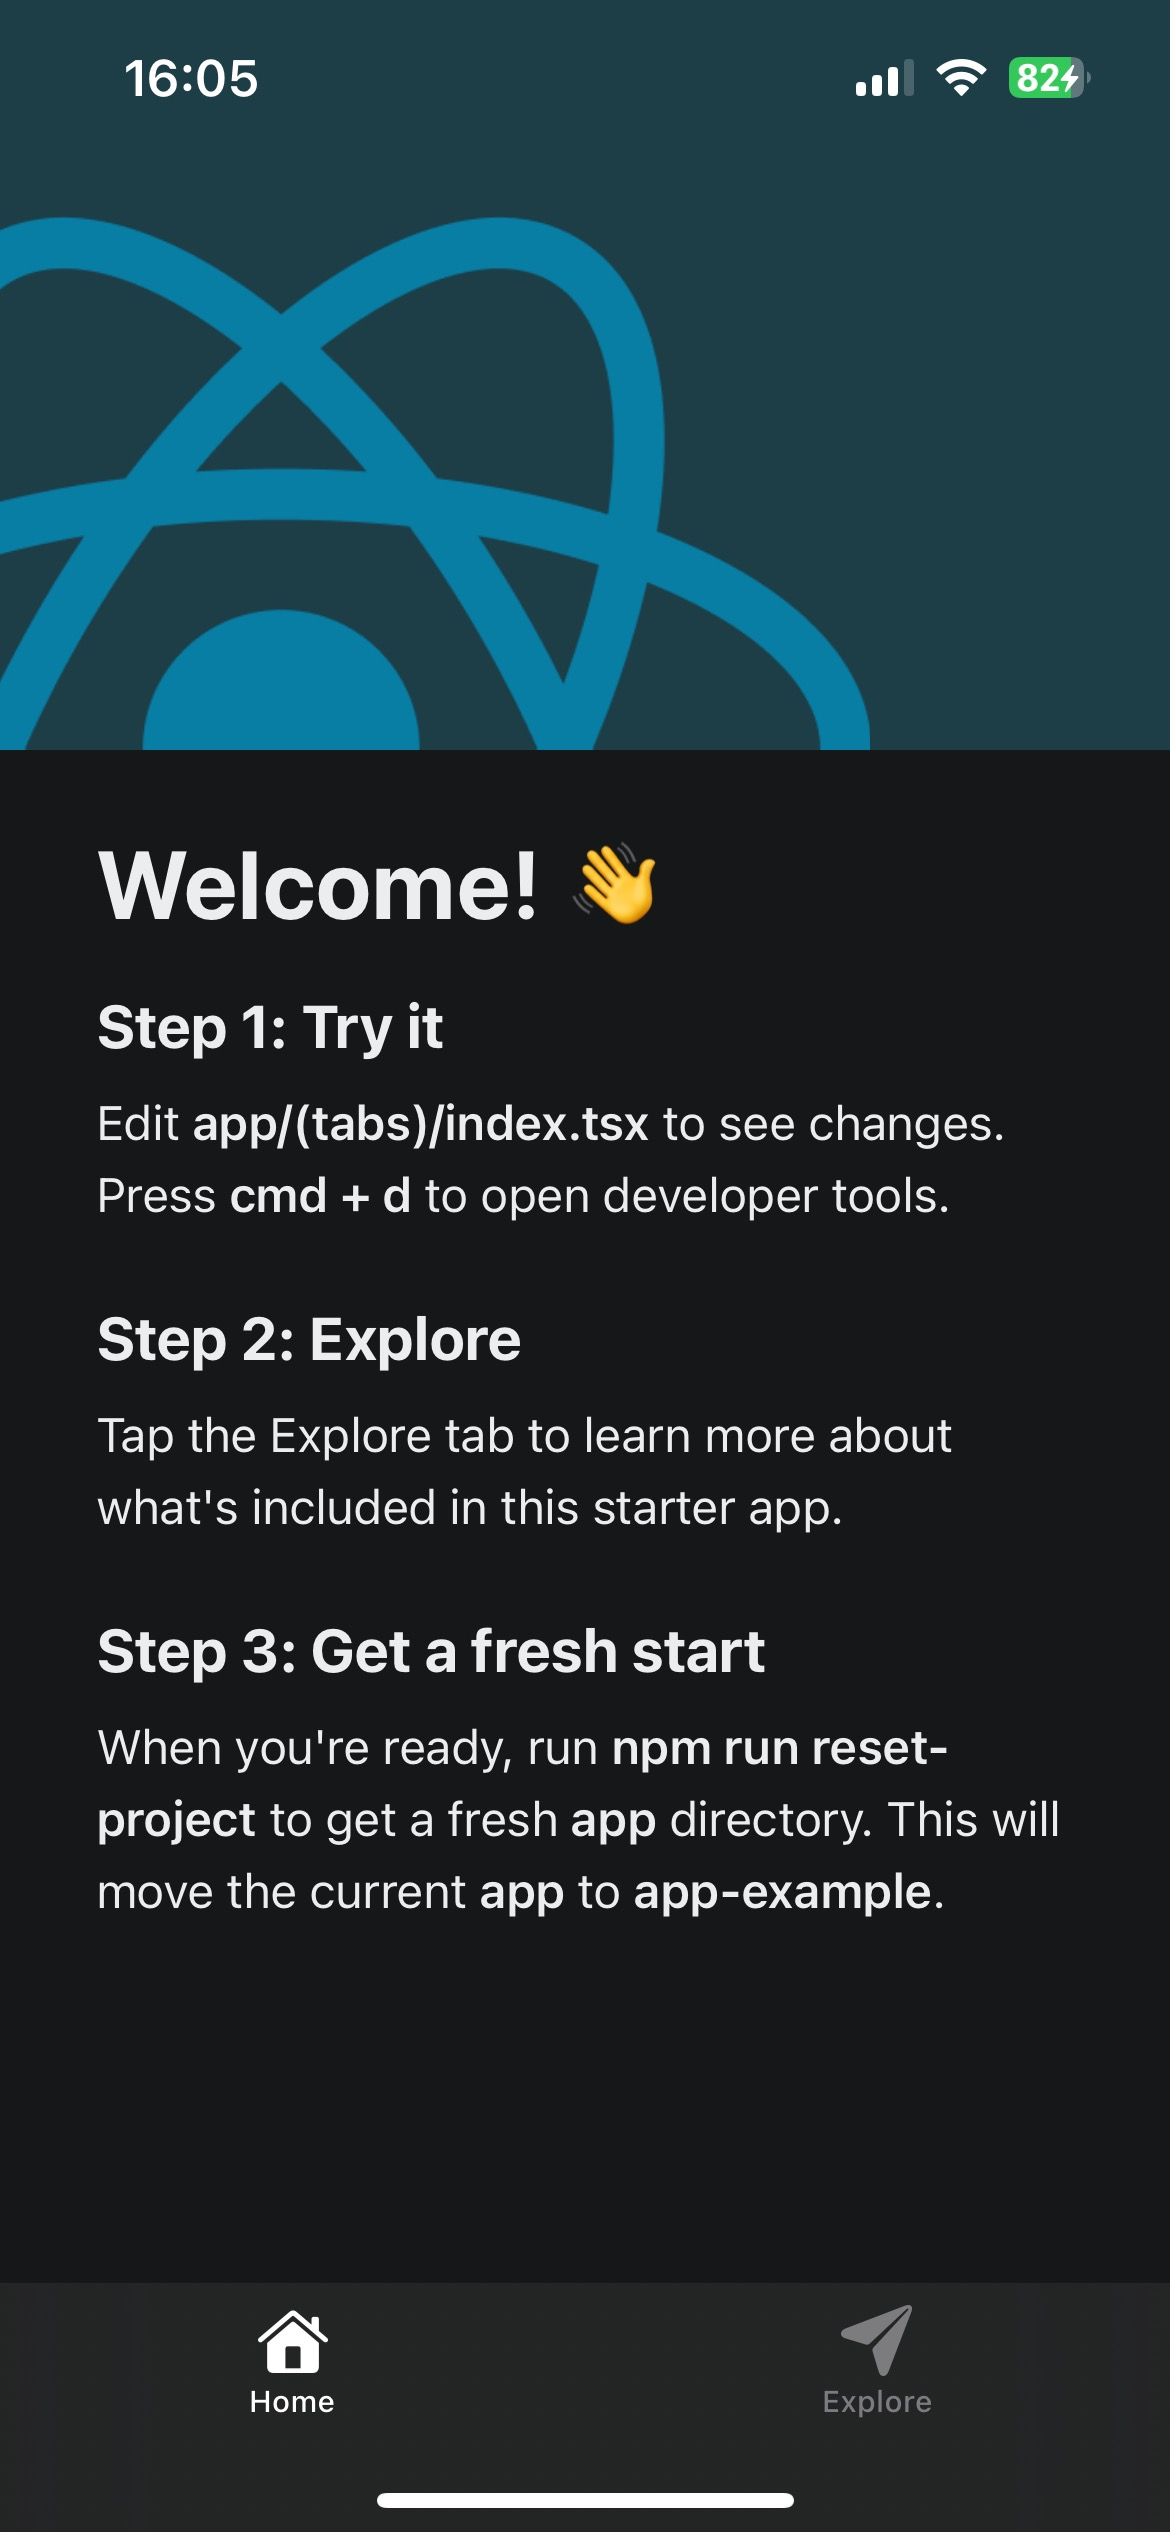 16:05
82
Welcome! 👋
Step 1: Try it
Edit app/(tabs)/index.tsx to see changes.
Press cmd + d to open developer tools.
Step 2: Explore
Tap the Explore tab to learn more about
what's included in this starter app.
Step 3: Get a fresh start
When you're ready, run npm run reset-
project to get a fresh app directory. This will
move the current app to app-example.
Home
Explore